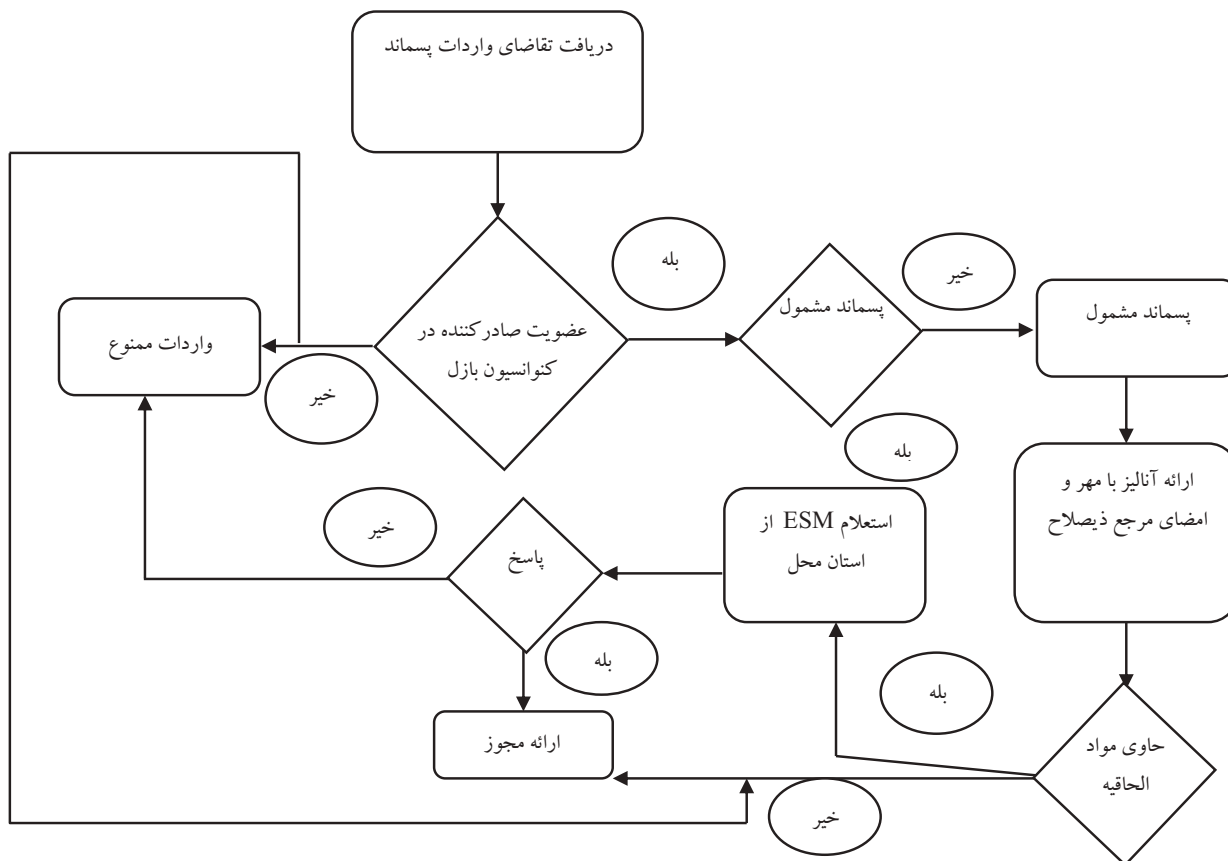 دریافت تقاضای واردات پسماند
بله
خیر
پسماند مشمول
پسماند مشمول
عضویت صادرکننده در
کنوانسیون بازل
واردات ممنوع
خیر
بله
ارائه آنالیز با مهر و
امضای مرجع ذیصلاح
استعلام ESM از
استان محل
خیر
پاسخ
بله
بله
ارائه مجوز
حاوی مواد
الحاقیه
خیر